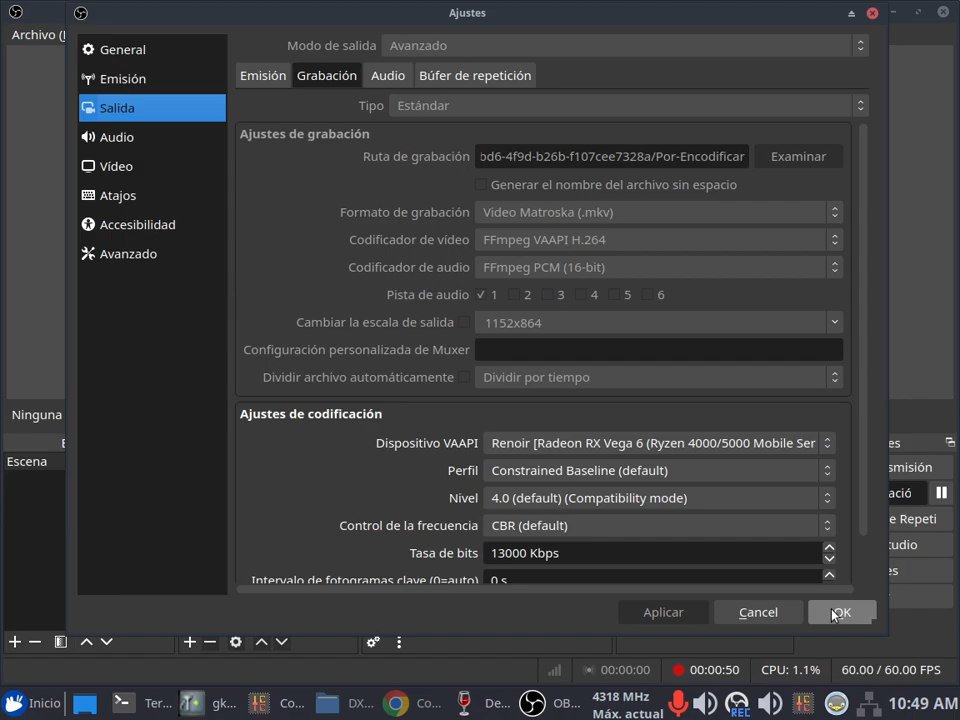 Ajustes
Archivo (
General
Emisión
Salida
Audio
Vídeo
Atajos
Accesibilidad
Avanzado
Modo de salida Avanzado
Emisión Grabación Audio Búfer de repetición
Tipo Estándar
Ajustes de grabación
Ruta de grabación bd6-4f9d-b26b-f107cee7328a/Por-Encodificar Examinar
Generar el nombre del archivo sin espacio
Formato de grabación Video Matroska (.mkv)
Codificador de vídeo FFmpeg VAAPI H.264
Codificador de audio FFmpeg PCM (16-bit)
Pista de audio 1 2 3 4 5 6
Cambiar la escala de salida 1152x864
Configuración personalizada de Muxer
Dividir archivo automáticamente Dividir por tiempo
Ajustes de codificación
Dispositivo VAAPI Renoir [Radeon RX Vega 6 (Ryzen 4000/5000 Mobile Ser
Perfil Constrained Baseline (default)
Nivel 4.0 (default) (Compatibility mode)
Control de la frecuencia CBR (default)
Tasa de bits 13000 Kbps
Intervalo de fotogramas clave (0=auto) 0 s
Aplicar Cancel OK
Ninguna
Escena
es
smisión
ació
e Repeti
tudio
es
00:00:00 00:00:50 CPU: 1.1% 60.00 / 60.00 FPS
Inicio Ter... gk... Co... DX... Co... De... OB... 4318 MHz
Máx. actual
REC
10:49 AM